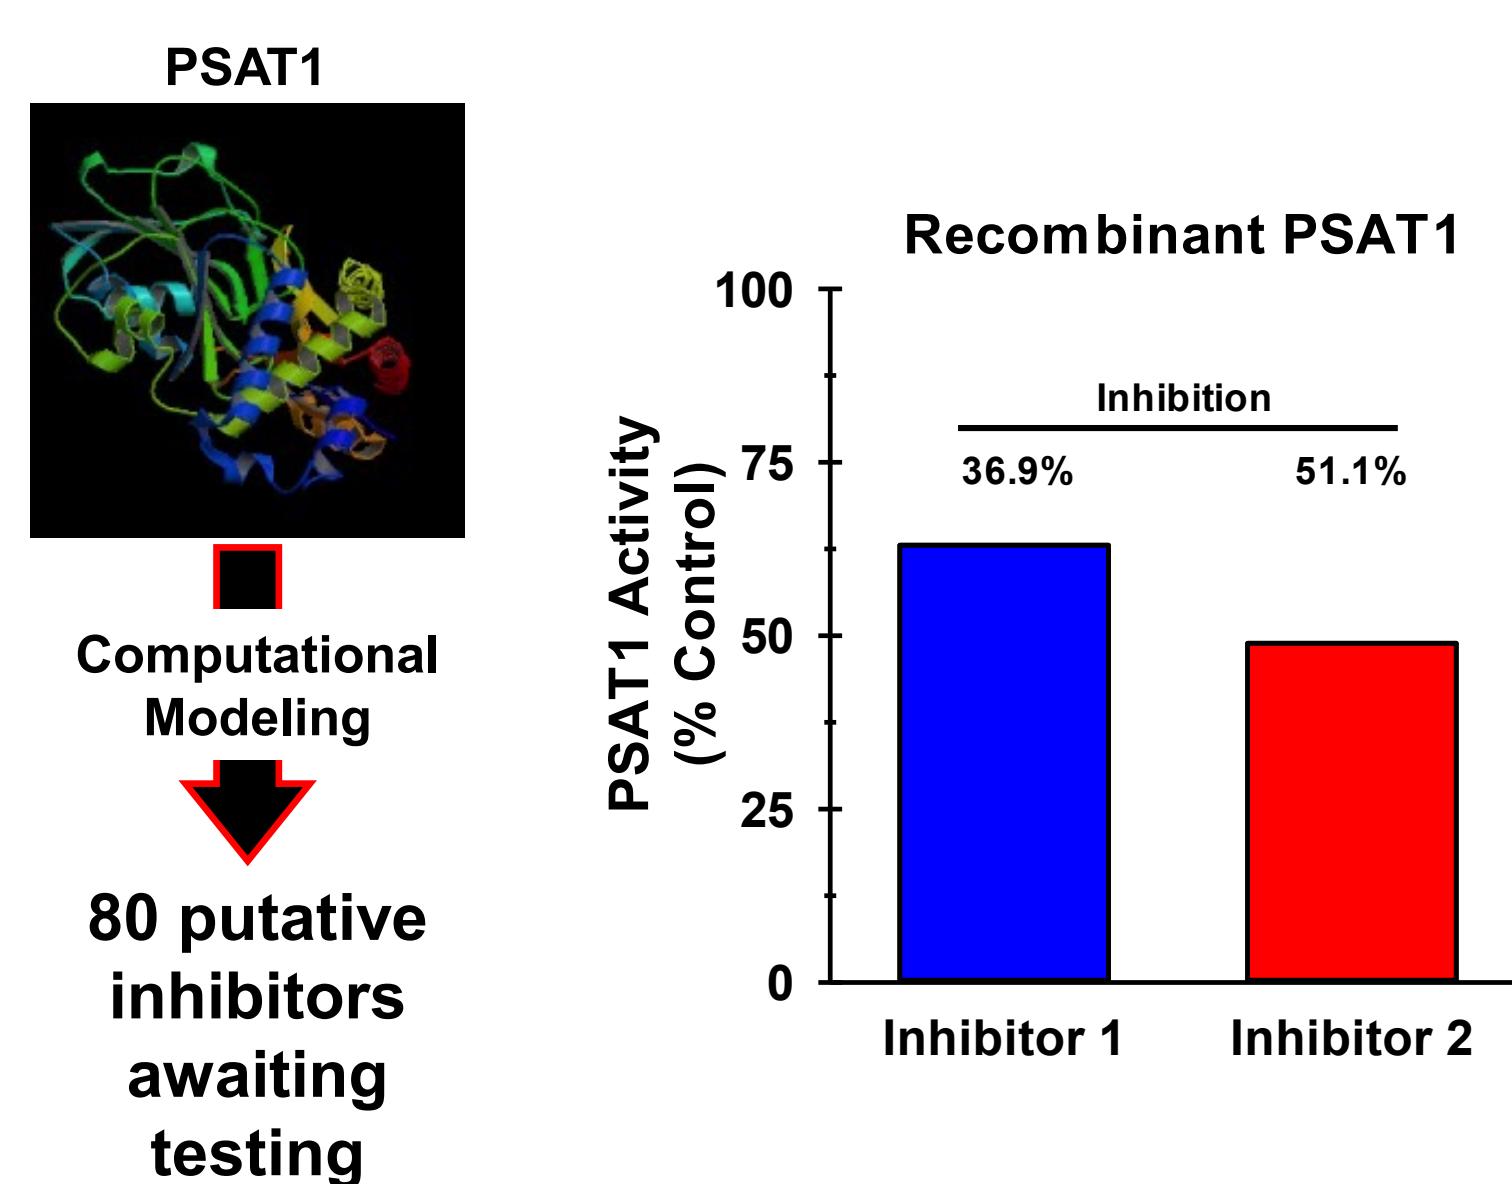 PSAT1
Computational
Modeling
80 putative
inhibitors
awaiting
testing
Recombinant PSAT1
PSAT1 Activity
(% Control)
100
75
50
25
0
Inhibition
36.9% 51.1%
Inhibitor 1 Inhibitor 2